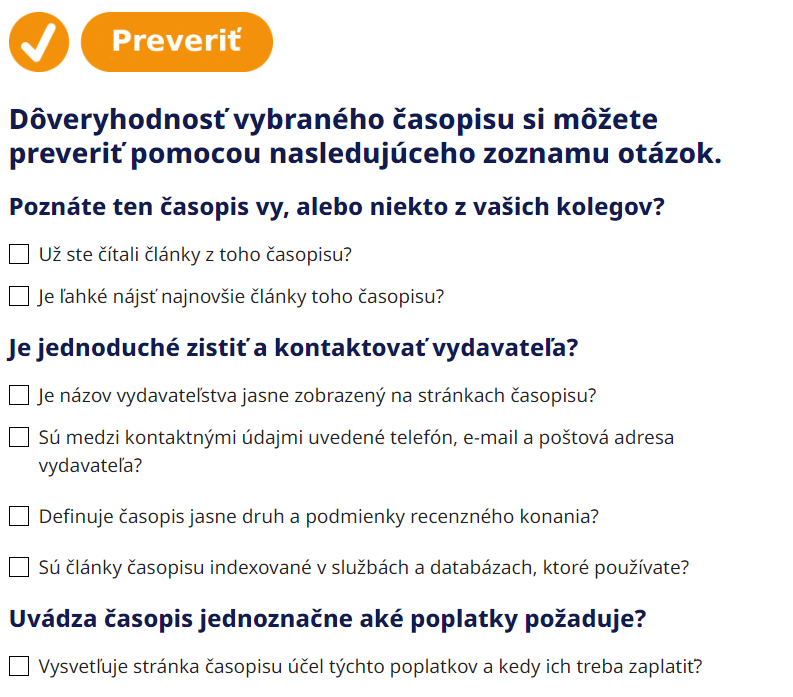 Preveriť
Dôveryhodnosť vybraného časopisu si môžete
preveriť pomocou nasledujúceho zoznamu otázok.
Poznáte ten časopis vy, alebo niekto z vašich kolegov?
Už ste čítali články z toho časopisu?
Je ľahké nájsť najnovšie články toho časopisu?
Je jednoduché zistiť a kontaktovať vydavateľa?
Je názov vydavateľstva jasne zobrazený na stránkach časopisu?
Sú medzi kontaktnými údajmi uvedené telefón, e-mail a poštová adresa
vydavateľa?
Definuje časopis jasne druh a podmienky recenzného konania?
Sú články časopisu indexované v službách a databázach, ktoré používate?
Uvádza časopis jednoznačne aké poplatky požaduje?
Vysvetľuje stránka časopisu účel týchto poplatkov a kedy ich treba zaplatiť?